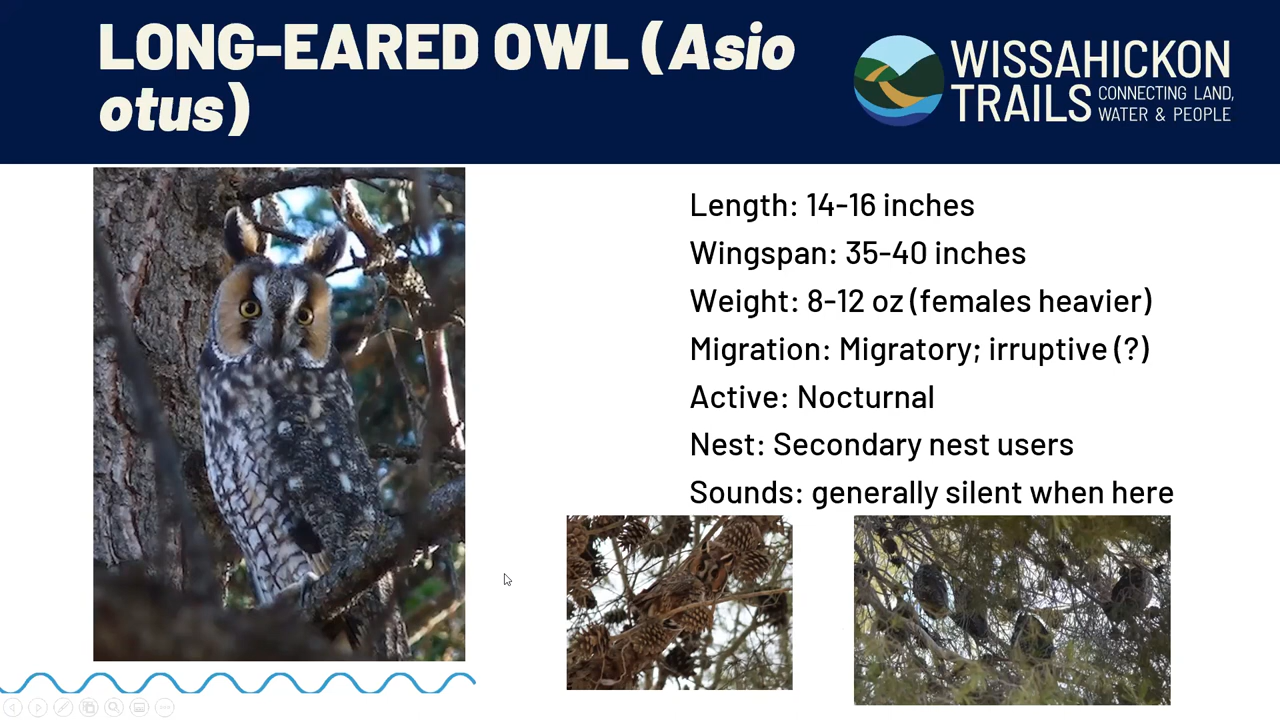 LONG-EARED OWL (Asio
otus)
WISSAHICKON
TRAILS
CONNECTING LAND,
WATER & PEOPLE
Length: 14-16 inches
Wingspan: 35-40 inches
Weight: 8-12 oz (females heavier)
Migration: Migratory; irruptive (?)
Active: Nocturnal
Nest: Secondary nest users
Sounds: generally silent when here